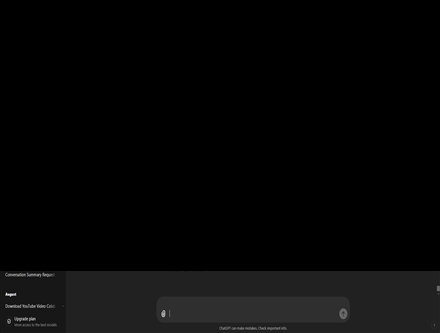 Conversation Summary Request
August
Download YouTube Video Colab
Upgrade plan
More access to the best models
ChatGPT can make mistakes. Check important info.